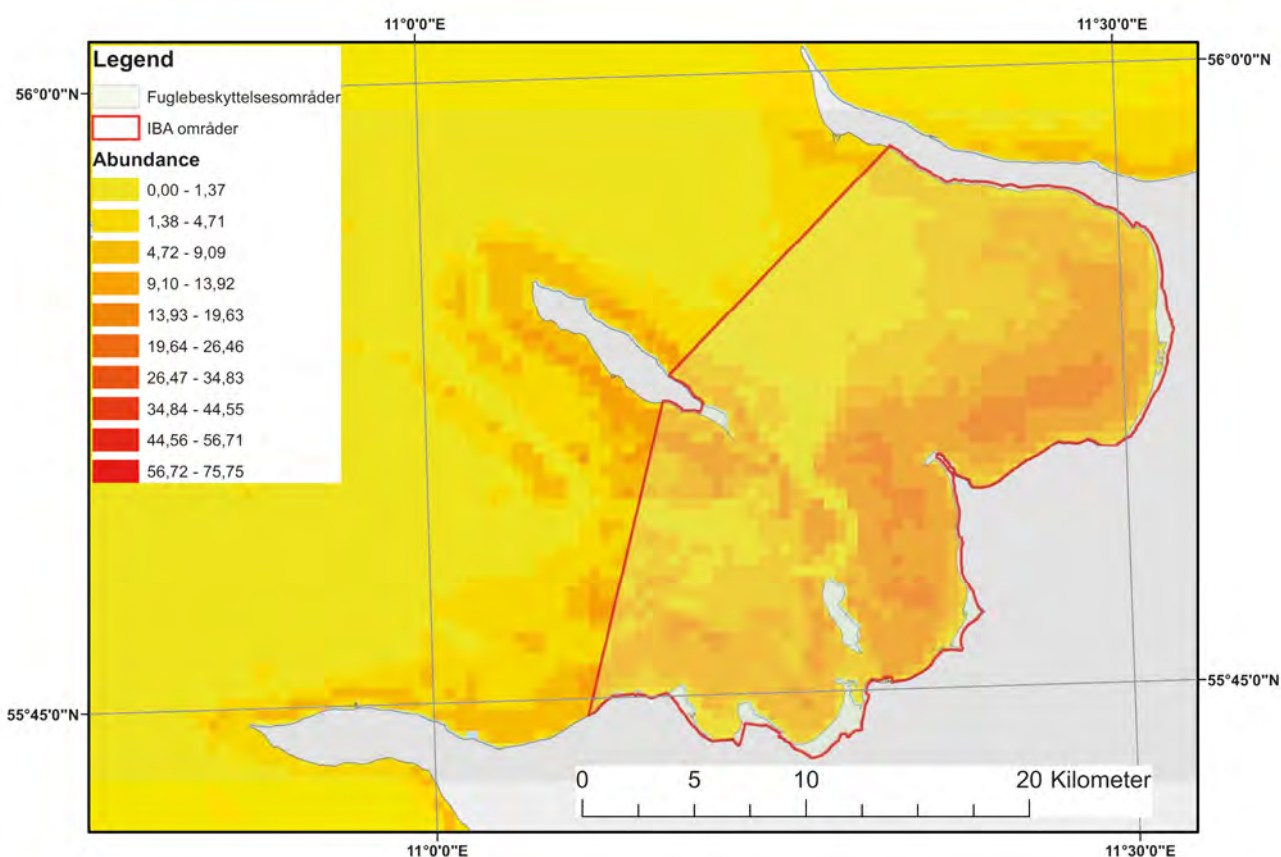 11°0'0"E
11°30'0"E
Legend
Fuglebeskyttelsesområder
IBA områder
Abundance
0,00 - 1,37
1,38 - 4,71
4,72 - 9,09
9,10 - 13,92
13,93 - 19,63
19,64 - 26,46
26,47 - 34,83
34,84 - 44,55
44,56 - 56,71
56,72 - 75,75
56°0'0"N
56°0'0"N
55°45'0"N
55°45'0"N
0 5 10 20 Kilometer
11°0'0"E
11°30'0"E